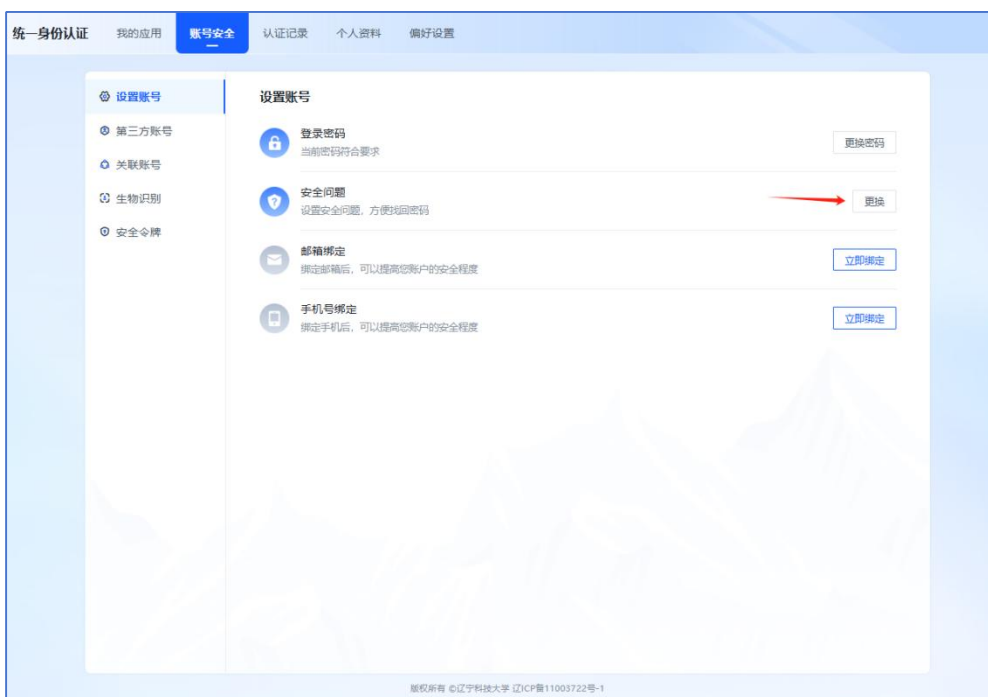 统一身份认证 我的应用 账号安全 认证记录 个人资料 偏好设置
设置账号
第三方账号
关联账号
生物识别
安全令牌
设置账号
登录密码
当前密码符合要求
更换密码
安全问题
设置安全问题，方便找回密码
更换
邮箱绑定
绑定邮箱后，可以提高您账户的安全程度
立即绑定
手机号绑定
绑定手机后，可以提高您账户的安全程度
立即绑定
版权所有 ©辽宁科技大学 辽ICP备11003722号-1